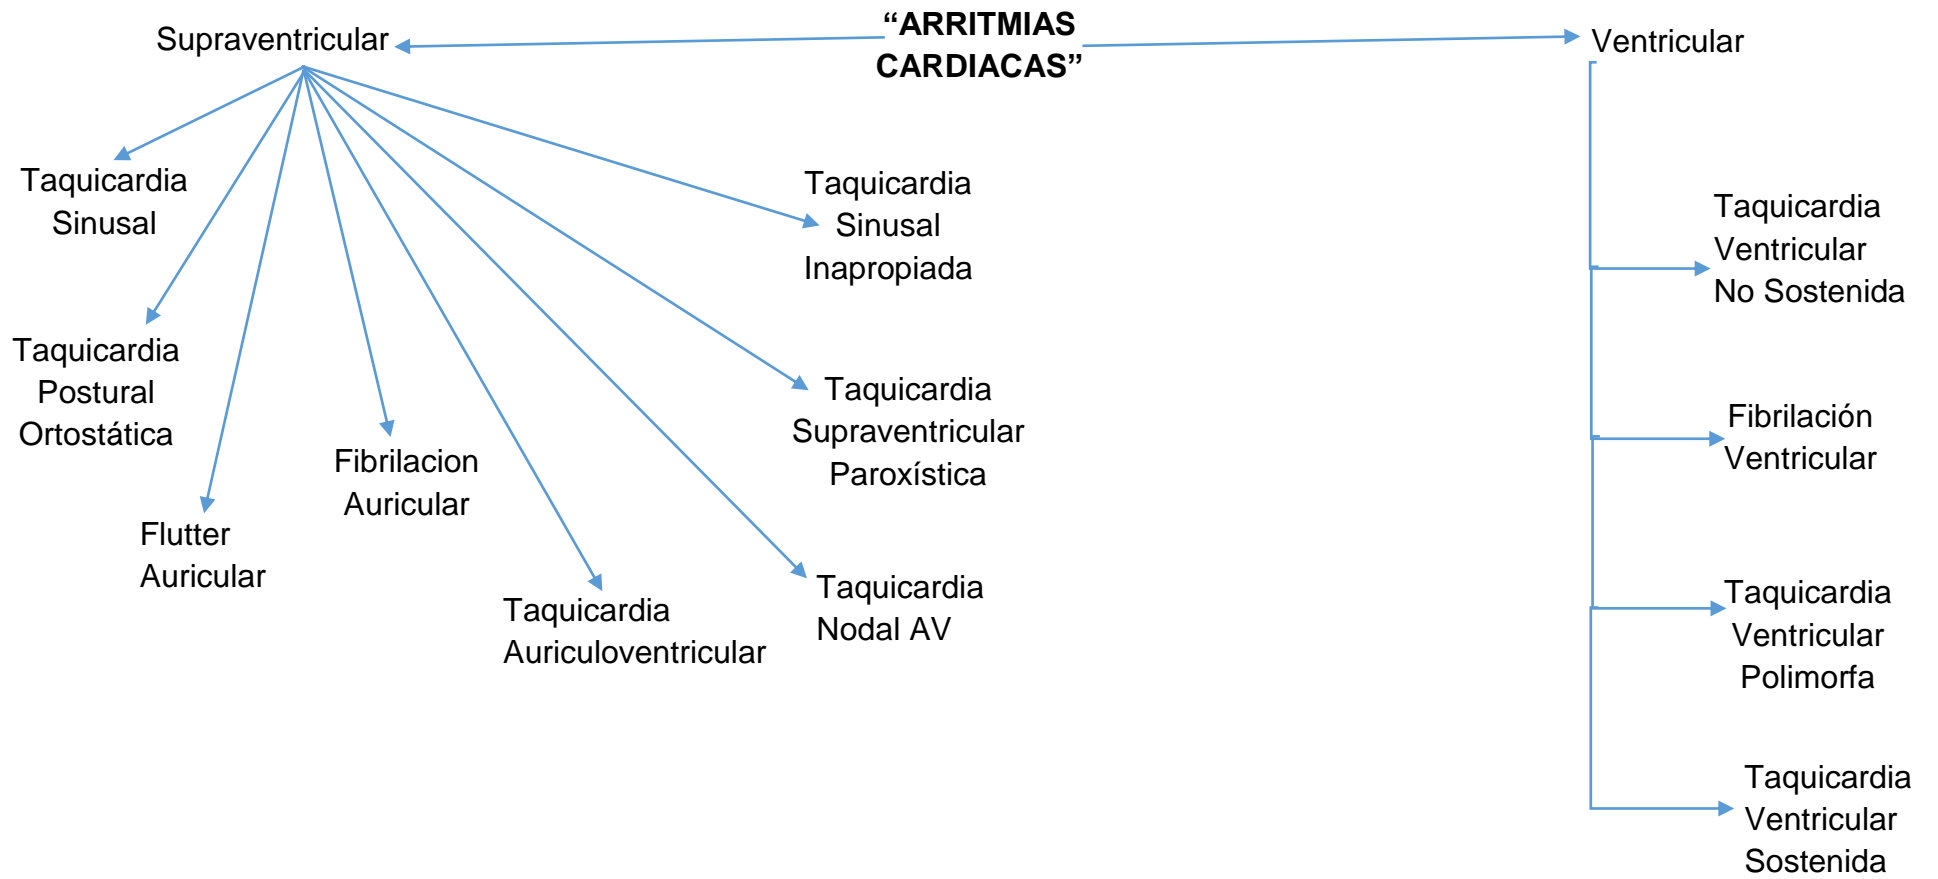 “ARRITMIAS
CARDIACAS”
Supraventricular
Ventricular
Taquicardia
Sinusal
Taquicardia
Postural
Ortostática
Flutter
Auricular
Fibrilacion
Auricular
Taquicardia
Auriculoventricular
Taquicardia
Nodal AV
Taquicardia
Supraventricular
Paroxística
Taquicardia
Sinusal
Inapropiada
Taquicardia
Ventricular
No Sostenida
Fibrilación
Ventricular
Taquicardia
Ventricular
Polimorfa
Taquicardia
Ventricular
Sostenida